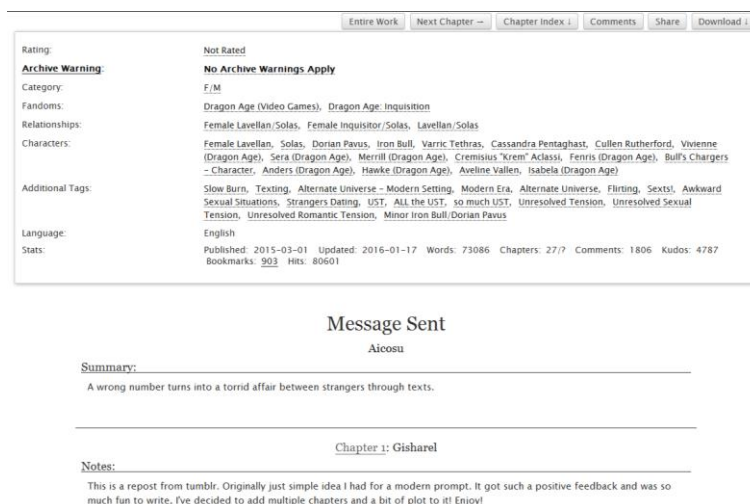 Entire Work Next Chapter → Chapter Index ↓ Comments Share Download ↓
Rating: Not Rated
Archive Warning: No Archive Warnings Apply
Category: F/M
Fandoms: Dragon Age (Video Games), Dragon Age: Inquisition
Relationships: Female Lavellan/Solas, Female Inquisitor/Solas, Lavellan/Solas
Characters: Female Lavellan, Solas, Dorian Pavus, Iron Bull, Varric Tethras, Cassandra Pentaghast, Cullen Rutherford, Vivienne
(Dragon Age), Sera (Dragon Age), Merrill (Dragon Age), Cremisius "Krem" Aclassi, Fenris (Dragon Age), Bull's Chargers
- Character, Anders (Dragon Age), Hawke (Dragon Age), Aveline Vallen, Isabela (Dragon Age)
Additional Tags: Slow Burn, Texting, Alternate Universe - Modern Setting, Modern Era, Alternate Universe, Flirting, Sexts!, Awkward
Sexual Situations, Strangers Dating, UST, ALL the UST, so much UST, Unresolved Tension, Unresolved Sexual
Tension, Unresolved Romantic Tension, Minor Iron Bull/Dorian Pavus
Language: English
Stats: Published: 2015-03-01 Updated: 2016-01-17 Words: 73086 Chapters: 27/? Comments: 1806 Kudos: 4787
Bookmarks: 903 Hits: 80601
Message Sent
Aicosu
Summary:
A wrong number turns into a torrid affair between strangers through texts.
Chapter 1: Gisharel
Notes:
This is a repost from tumblr. Originally just simple idea I had for a modern prompt. It got such a positive feedback and was so
much fun to write, I've decided to add multiple chapters and a bit of plot to it! Enjoy!